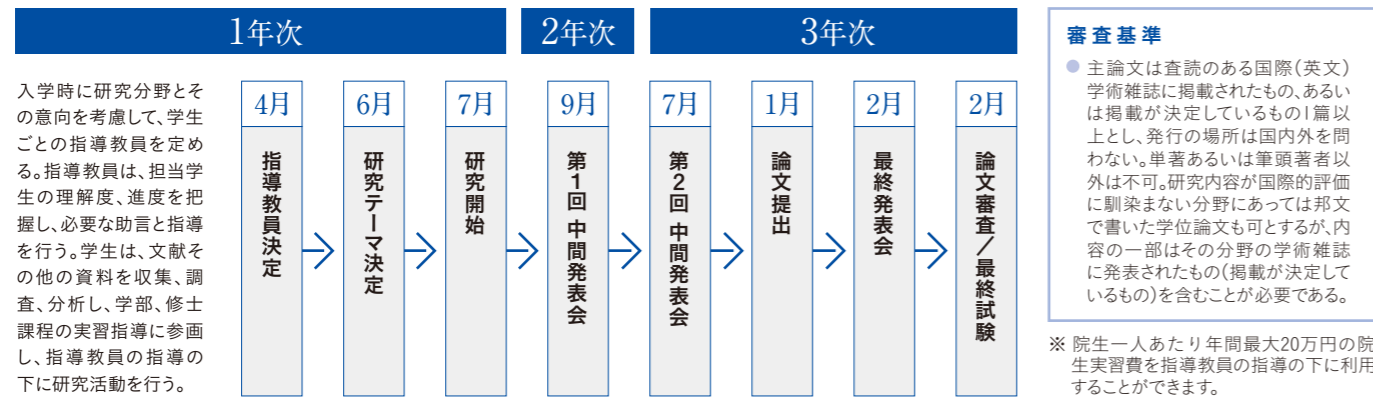 1年次
2年次
3年次
入学時に研究分野とそ
の意向を考慮して、学生
ごとの指導教員を定め
る。指導教員は、担当学
生の理解度、進度を把
握し、必要な助言と指導
を行う。学生は、文献そ
の他の資料を収集、調
査、分析し、学部、修士
課程の実習指導に参画
し、指導教員の指導の
下に研究活動を行う。
4月
指導教員決定
6月
研究テーマ決定
7月
研究開始
9月
第1回 中間発表会
7月
第2回 中間発表会
1月
論文提出
2月
最終発表会
2月
論文審査/最終試験
審査基準
● 主論文は査読のある国際(英文)
学術雑誌に掲載されたもの、あるい
は掲載が決定しているもの1篇以
上とし、発行の場所は国内外を問
わない。単著あるいは筆頭著者以
外は不可。研究内容が国際的評価
に馴染まない分野にあっては邦文
で書いた学位論文も可とするが、内
容の一部はその分野の学術雑誌
に発表されたもの(掲載が決定して
いるもの)を含むことが必要である。
※ 院生一人あたり年間最大20万円の院
生実習費を指導教員の指導の下に利用
することができます。